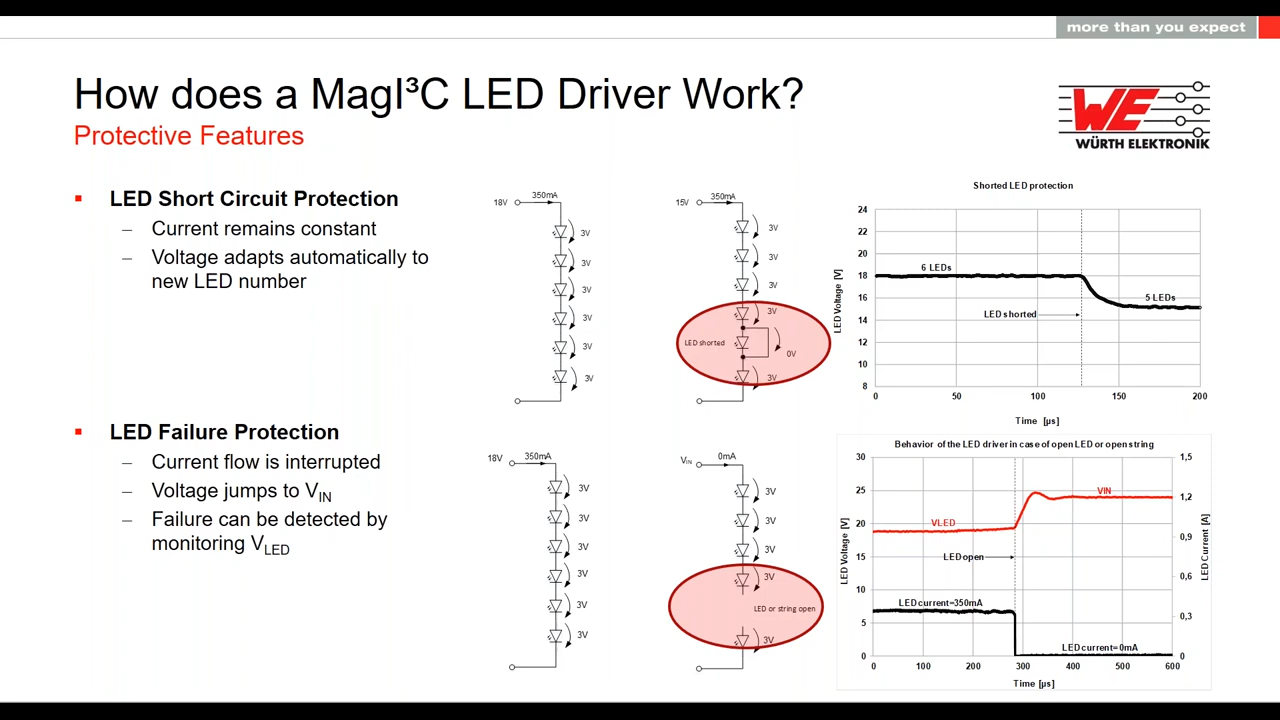 more than you expect
How does a MagI³C LED Driver Work?
Protective Features
WE
WÜRTH ELEKTRONIK
▪ LED Short Circuit Protection
– Current remains constant
– Voltage adapts automatically to
new LED number
18V
350mA
3V
3V
3V
3V
3V
3V
15V
350mA
3V
3V
3V
3V
LED shorted
0V
3V
Shorted LED protection
LED Voltage [V]
24
22
20
18
16
14
12
10
8
6 LEDs
5 LEDs
LED shorted
0
50
100
150
200
Time [µs]
▪ LED Failure Protection
– Current flow is interrupted
– Voltage jumps to VIN
– Failure can be detected by
monitoring VLED
18V
350mA
3V
3V
3V
3V
3V
3V
VIN
0mA
3V
3V
3V
3V
LED or string open
3V
Behavior of the LED driver in case of open LED or open string
LED Voltage [V]
30
25
20
15
10
5
0
VLED
VIN
LED open
LED current=350mA
LED current=0mA
1,5
1,2
0,9
0,6
0,3
0
LED Current [A]
0
100
200
300
400
500
600
Time [µs]